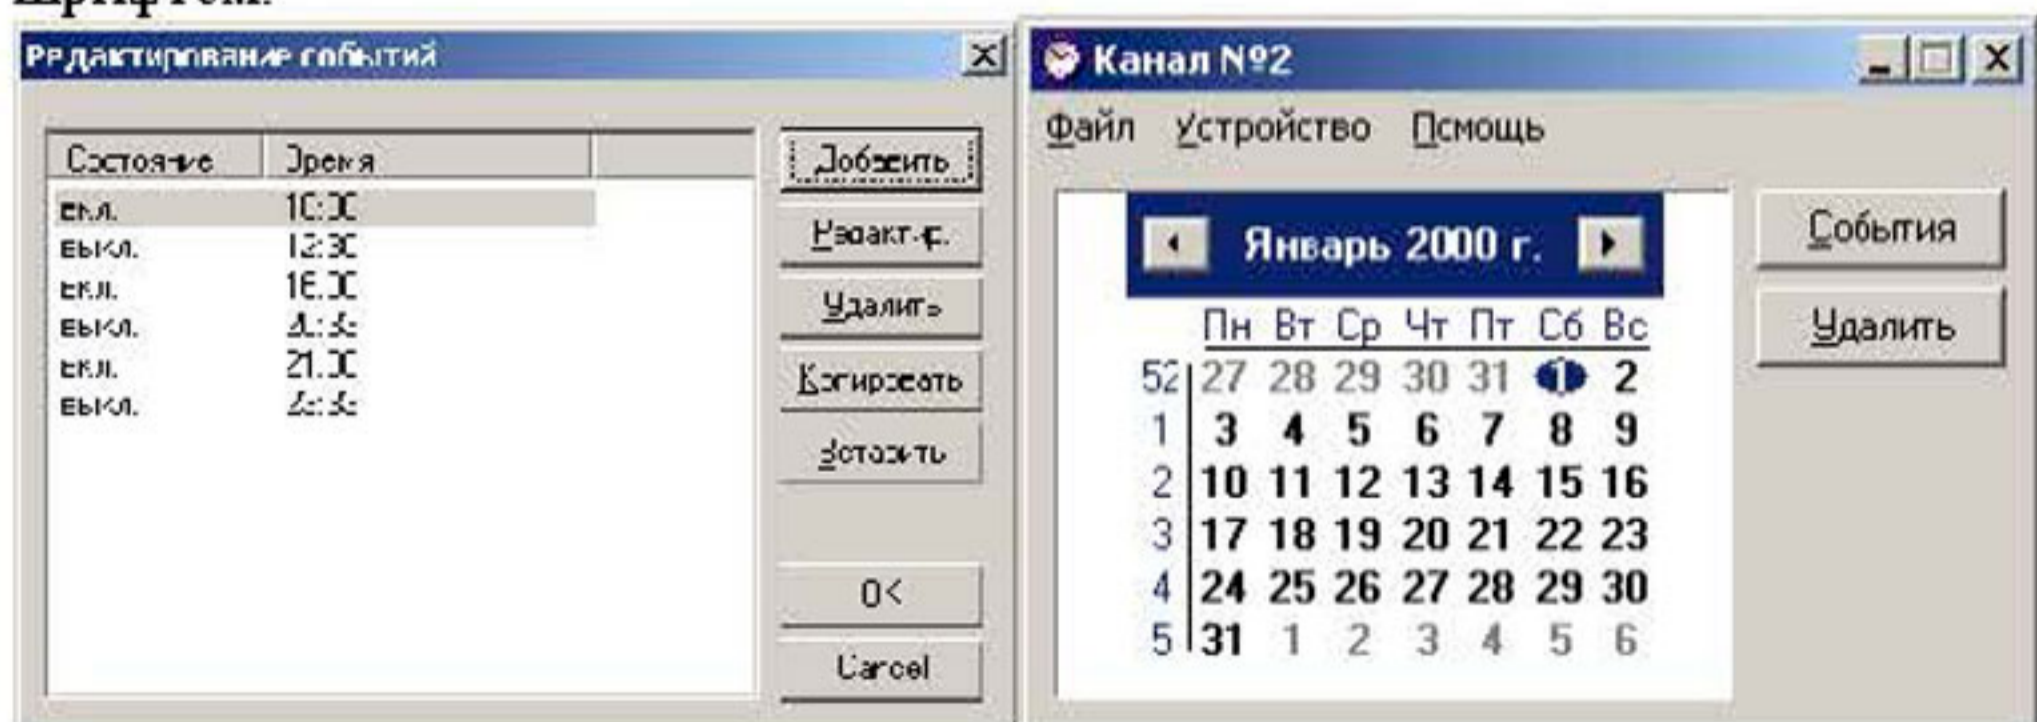 шрифтом.
Редактирование событий
Состояние Время
вкл. 10:00
выкл. 12:30
вкл. 16:00
выкл.
вкл. 21:00
выкл.
Добавить
Редакт-р.
Удалить
Копировать
Вставить
OK
Cancel
Канал №2
Файл Устройство Помощь
Январь 2000 г.
Пн Вт Ср Чт Пт Сб Вс
52 27 28 29 30 31 1 2
1 3 4 5 6 7 8 9
2 10 11 12 13 14 15 16
3 17 18 19 20 21 22 23
4 24 25 26 27 28 29 30
5 31 1 2 3 4 5 6
События
Удалить